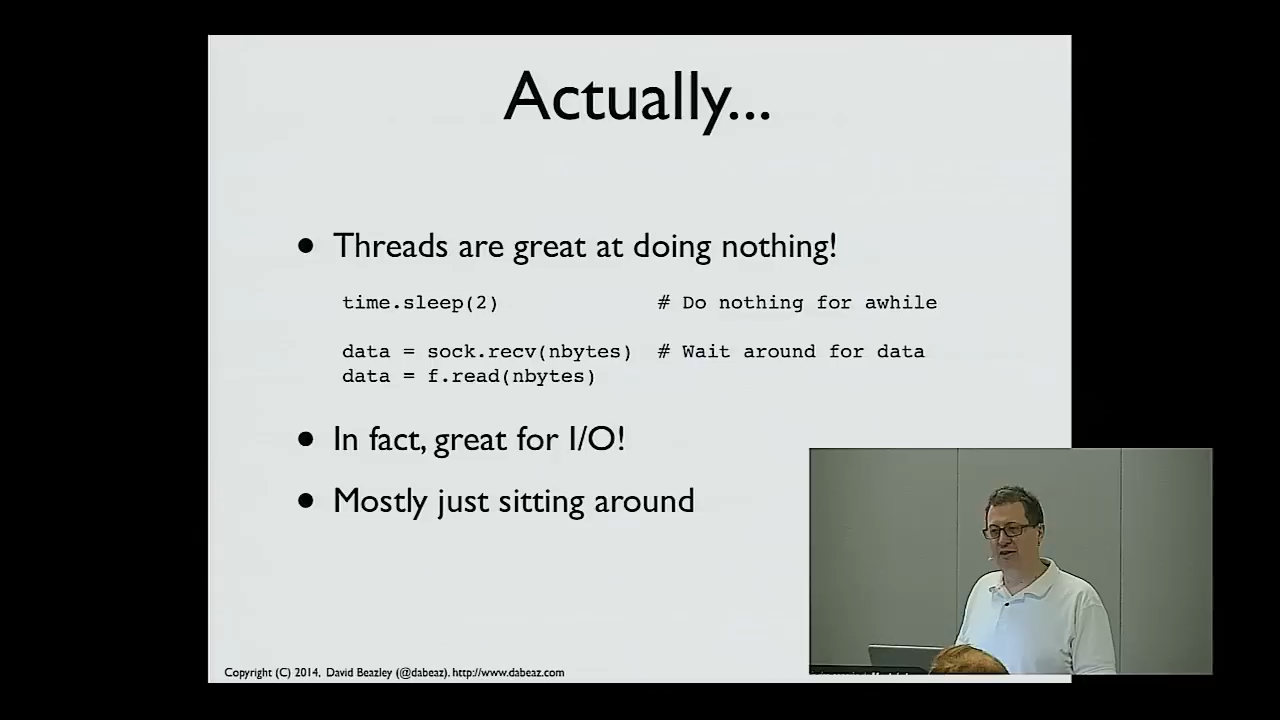 Actually...
• Threads are great at doing nothing!
time.sleep(2) # Do nothing for awhile
data = sock.recv(nbytes) # Wait around for data
data = f.read(nbytes)
• In fact, great for I/O!
• Mostly just sitting around
Copyright (C) 2014, David Beazley (@dabeaz). http://www.dabeaz.com